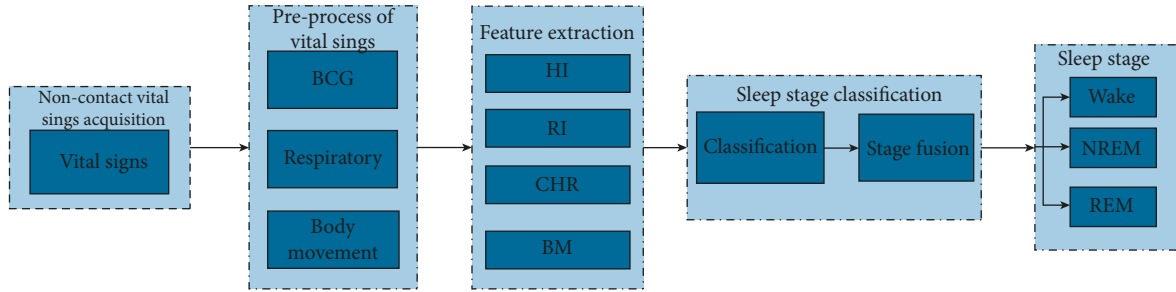 Non-contact vital
sings acquisition
Vital signs
Pre-process of
vital sings
BCG
Respiratory
Body
movement
Feature extraction
HI
RI
CHR
BM
Sleep stage classification
Classification
Stage fusion
Sleep stage
Wake
NREM
REM